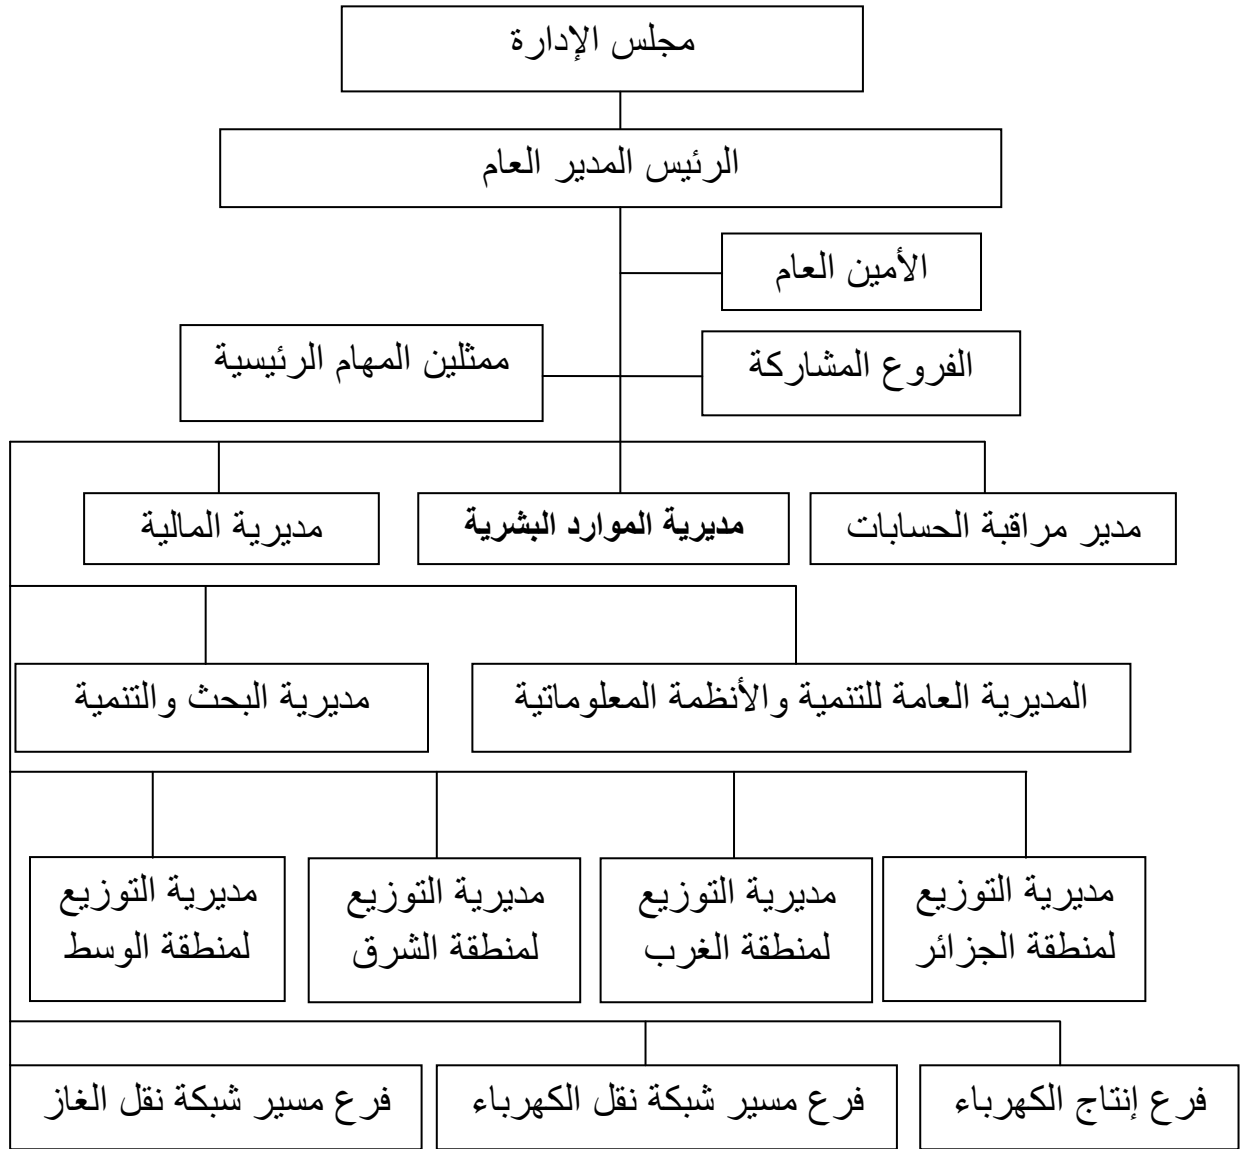 مجلس الإدارة
الرئيس المدير العام
الأمين العام
الفروع المشاركة
ممثلين المهام الرئيسية
مدير مراقبة الحسابات
مديرية الموارد البشرية
مديرية المالية
المديرية العامة للتنمية والأنظمة المعلوماتية
مديرية البحث والتنمية
مديرية التوزيع
لمنطقة الجزائر
مديرية التوزيع
لمنطقة الغرب
مديرية التوزيع
لمنطقة الشرق
مديرية التوزيع
لمنطقة الوسط
فرع إنتاج الكهرباء
فرع مسير شبكة نقل الكهرباء
فرع مسير شبكة نقل الغاز